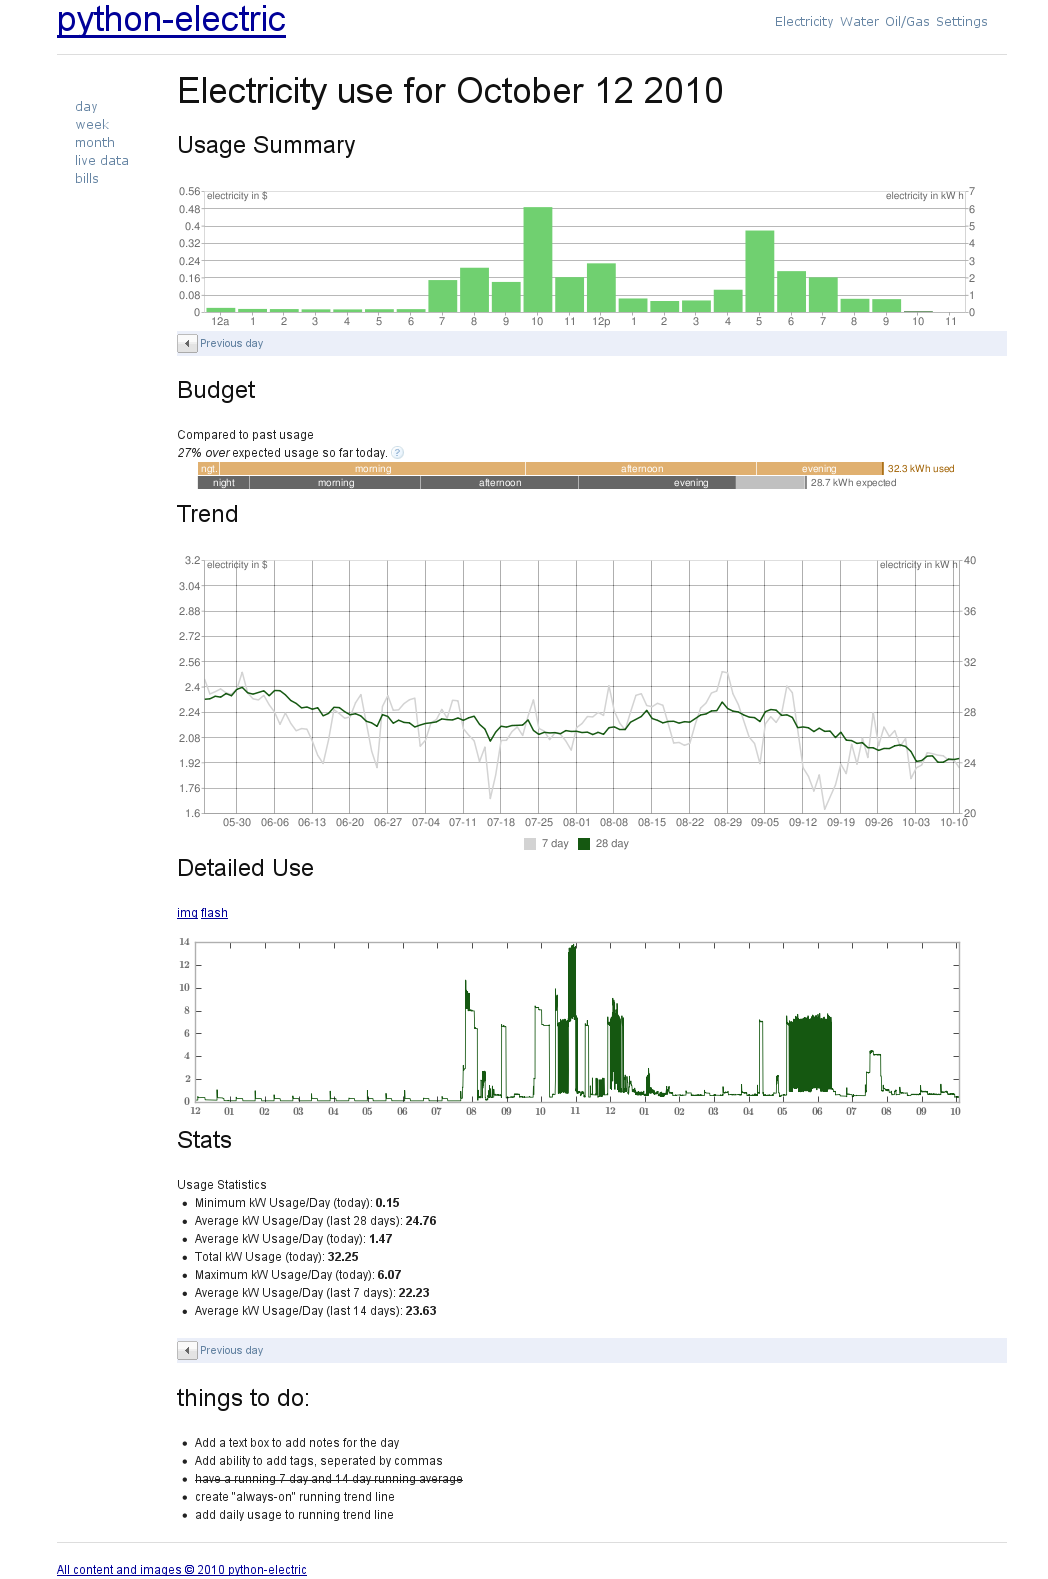 python-electric
Electricity Water Oil/Gas Settings
day
week
month
live data
bills
Electricity use for October 12 2010
Usage Summary
electricity in $ electricity in kW h
0.56 7
0.48 6
0.4 5
0.32 4
0.24 3
0.16 2
0.08 1
0 0
12a 1 2 3 4 5 6 7 8 9 10 11 12p 1 2 3 4 5 6 7 8 9 10 11
Previous day
Budget
Compared to past usage
27% over expected usage so far today. ?
ngt. morning afternoon evening 32.3 kWh used
night morning afternoon evening 28.7 kWh expected
Trend
electricity in $ electricity in kW h
3.2 40
3.04
2.88 36
2.72
2.56 32
2.4
2.24 28
2.08
1.92 24
1.76
1.6 20
05-30 06-06 06-13 06-20 06-27 07-04 07-11 07-18 07-25 08-01 08-08 08-15 08-22 08-29 09-05 09-12 09-19 09-26 10-03 10-10
7 day 28 day
Detailed Use
img flash
14
12
10
8
6
4
2
0
12 01 02 03 04 05 06 07 08 09 10 11 12 01 02 03 04 05 06 07 08 09 10
Stats
Usage Statistics
Minimum kW Usage/Day (today): 0.15
Average kW Usage/Day (last 28 days): 24.76
Average kW Usage/Day (today): 1.47
Total kW Usage (today): 32.25
Maximum kW Usage/Day (today): 6.07
Average kW Usage/Day (last 7 days): 22.23
Average kW Usage/Day (last 14 days): 23.63
Previous day
things to do:
Add a text box to add notes for the day
Add ability to add tags, seperated by commas
have a running 7 day and 14 day running average
create "always-on" running trend line
add daily usage to running trend line
All content and images © 2010 python-electric